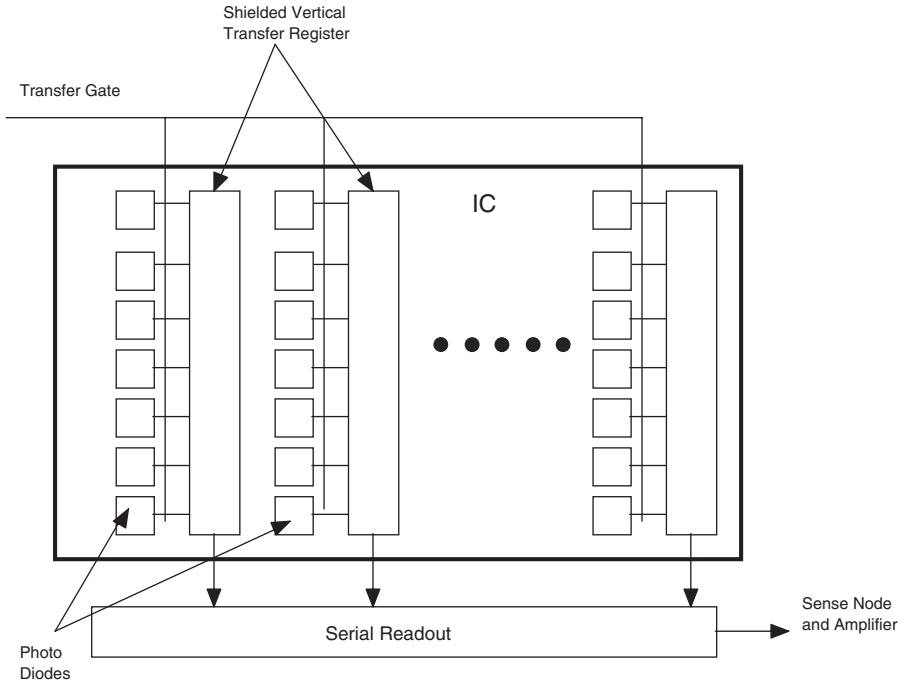 Shielded Vertical
Transfer Register
Transfer Gate
IC
Serial Readout
Sense Node
and Amplifier
Photo
Diodes